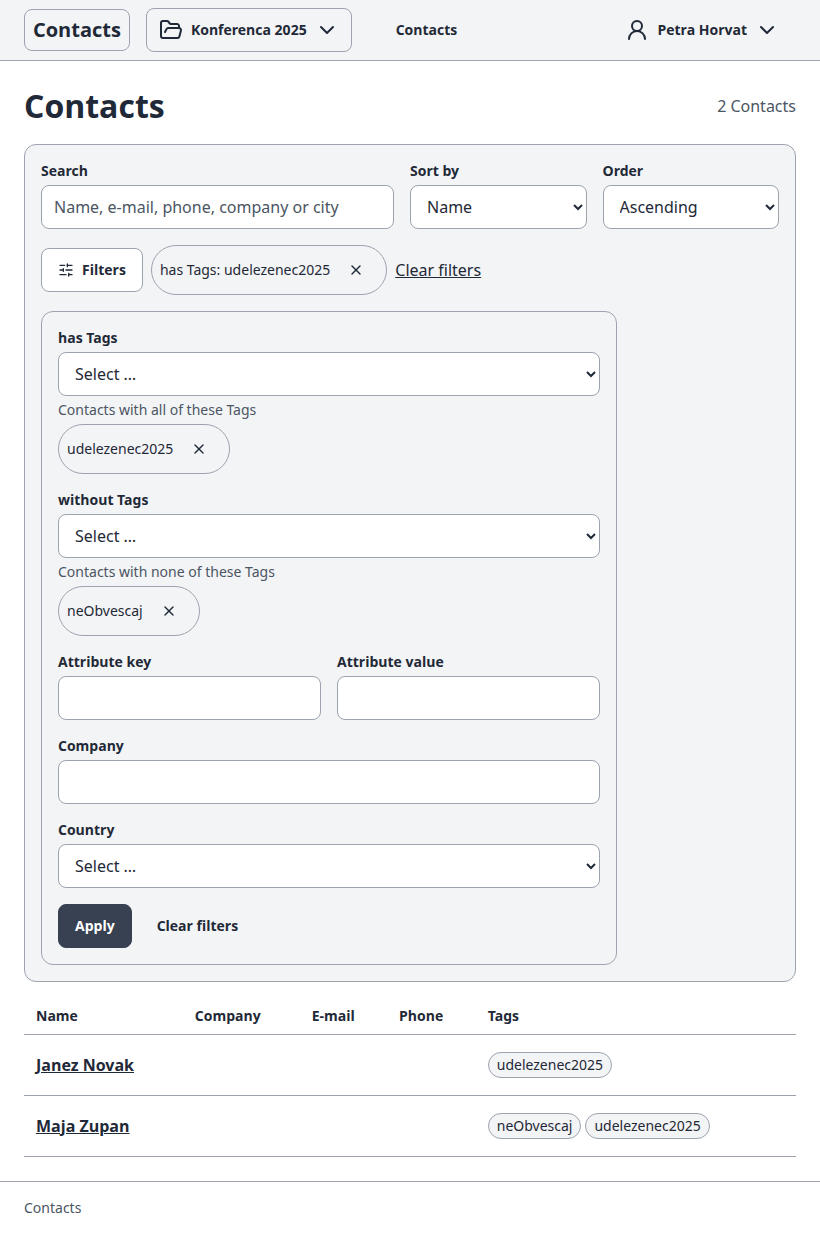 Contacts Konferenca 2025 Contacts Petra Horvat
Contacts 2 Contacts
Search Sort by Order
Name, e-mail, phone, company or city Name Ascending
Filters has Tags: udelezenec2025 Clear filters
has Tags
Select ...
Contacts with all of these Tags
udelezenec2025
without Tags
Select ...
Contacts with none of these Tags
neObvescaj
Attribute key Attribute value
Company
Country
Select ...
Apply Clear filters
Name Company E-mail Phone Tags
Janez Novak udelezenec2025
Maja Zupan neObvescaj udelezenec2025
Contacts